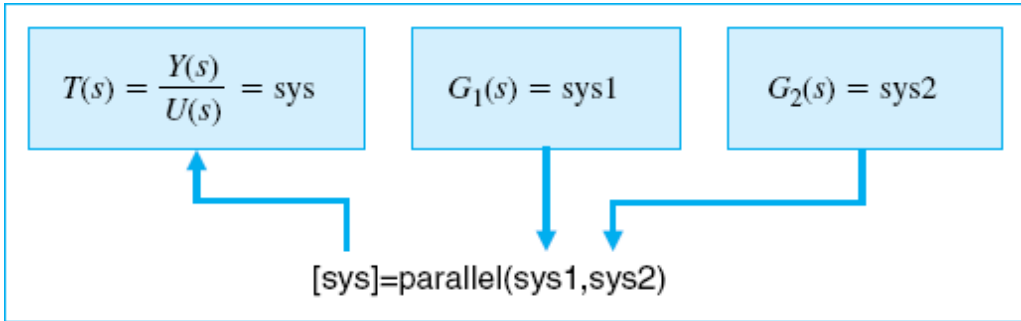 T(s) = Y(s)/U(s) = sys
G₁(s) = sys1
G₂(s) = sys2
[sys]=parallel(sys1,sys2)